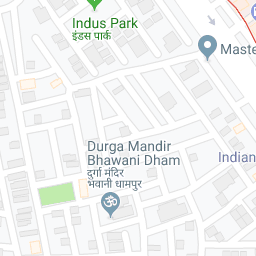 Indus Park
इंडस पार्क
Maste
Durga Mandir
Bhawani Dham
दुर्गा मंदिर
भवानी धामपुर
Indian